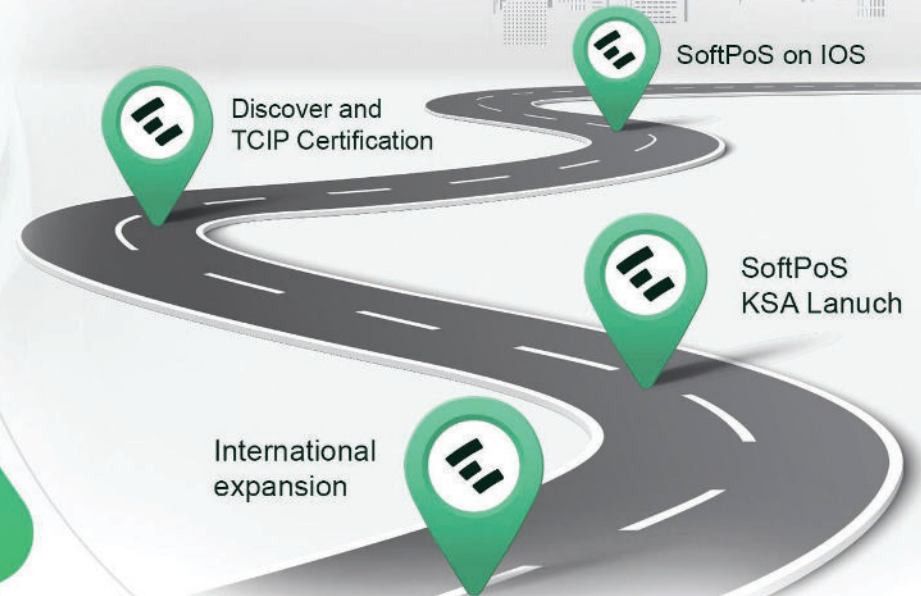 SoftPoS on IOS
Discover and
TCIP Certification
SoftPoS
KSA Lanuch
International
expansion